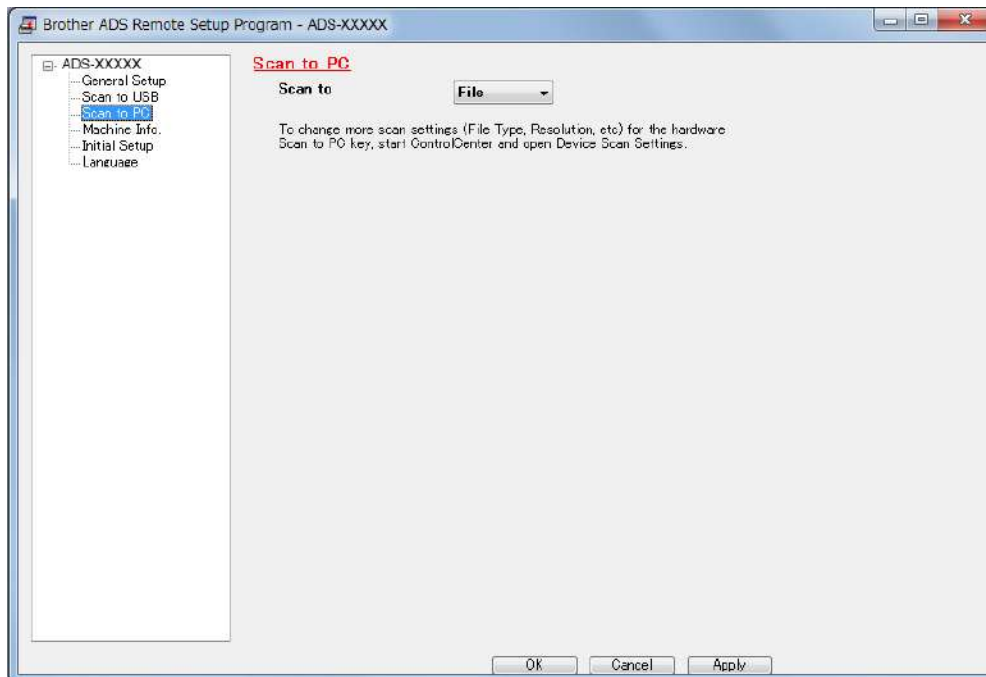 Brother ADS Remote Setup Program - ADS-XXXXX
ADS-XXXXX
General Setup
Scan to USB
Scan to PC
Machine Info.
Initial Setup
Language
Scan to PC
Scan to
File
To change more scan settings (File Type, Resolution, etc) for the hardware
Scan to PC key, start ControlCenter and open Device Scan Settings.
OK
Cancel
Apply